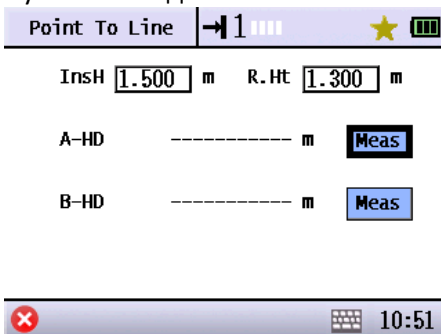 Point To Line 1
InsH 1.500 m R.Ht 1.300 m
A-HD ---------- m Meas
B-HD ---------- m Meas
10:51